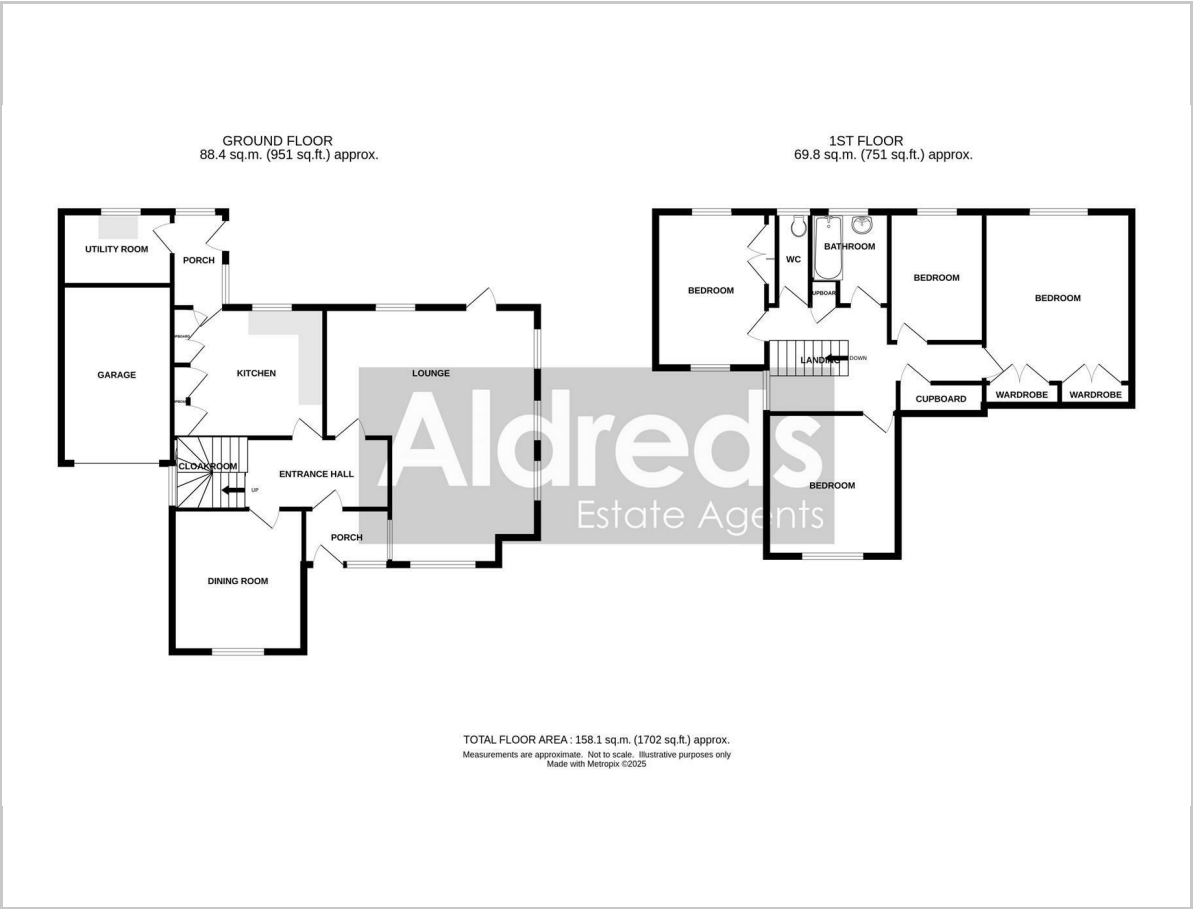 GROUND FLOOR
88.4 sq.m. (951 sq.ft.) approx.
1ST FLOOR
69.8 sq.m. (751 sq.ft.) approx.
UTILITY ROOM
PORCH
GARAGE
KITCHEN
LOUNGE
CLOAKROOM
UP
ENTRANCE HALL
PORCH
DINING ROOM
BEDROOM
WC
BATHROOM
UPBOAR
BEDROOM
BEDROOM
LANDING
DOWN
CUPBOARD
WARDROBE
WARDROBE
BEDROOM
Aldreds
Estate Agents
TOTAL FLOOR AREA : 158.1 sq.m. (1702 sq.ft.) approx.
Measurements are approximate. Not to scale. Illustrative purposes only
Made with Metropix ©2025